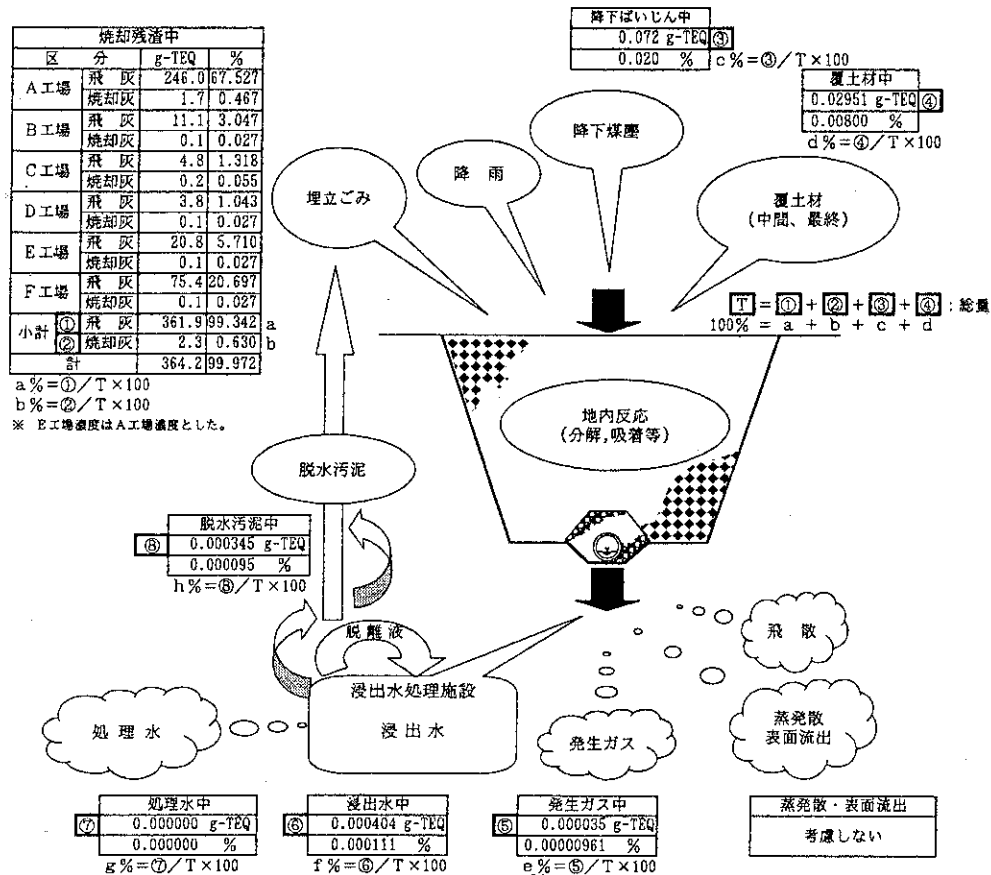 焼却残渣中
区 分 g-TEQ %
A工場 飛 灰 246.0 67.527
焼却灰 1.7 0.467
B工場 飛 灰 11.1 3.047
焼却灰 0.1 0.027
C工場 飛 灰 4.8 1.318
焼却灰 0.2 0.055
D工場 飛 灰 3.8 1.043
焼却灰 0.1 0.027
E工場 飛 灰 20.8 5.710
焼却灰 0.1 0.027
F工場 飛 灰 75.4 20.697
焼却灰 0.1 0.027
小計 ① 飛 灰 361.9 99.342 a
② 焼却灰 2.3 0.630 b
計 364.2 99.972
a%=①/T×100
b%=②/T×100
※ E工場濃度はA工場濃度とした。
降下ばいじん中
0.072 g-TEQ ③
0.020 %
c%=③/T×100
覆土材中
0.02951 g-TEQ ④
0.00800 %
d%=④/T×100
埋立ごみ
降 雨
降下煤塵
覆土材
(中間、最終)
T = ① + ② + ③ + ④ : 総量
100% = a + b + c + d
地内反応
(分解,吸着等)
脱水汚泥
脱水汚泥中
⑧ 0.000345 g-TEQ
0.000095 %
h%=⑧/T×100
脱離液
浸出水処理施設
浸出水
処理水
発生ガス
飛 散
蒸発散
表面流出
処理水中
⑦ 0.000000 g-TEQ
0.000000 %
g%=⑦/T×100
浸出水中
⑥ 0.000404 g-TEQ
0.000111 %
f%=⑥/T×100
発生ガス中
⑤ 0.000035 g-TEQ
0.00000961 %
e%=⑤/T×100
蒸発散・表面流出
考慮しない